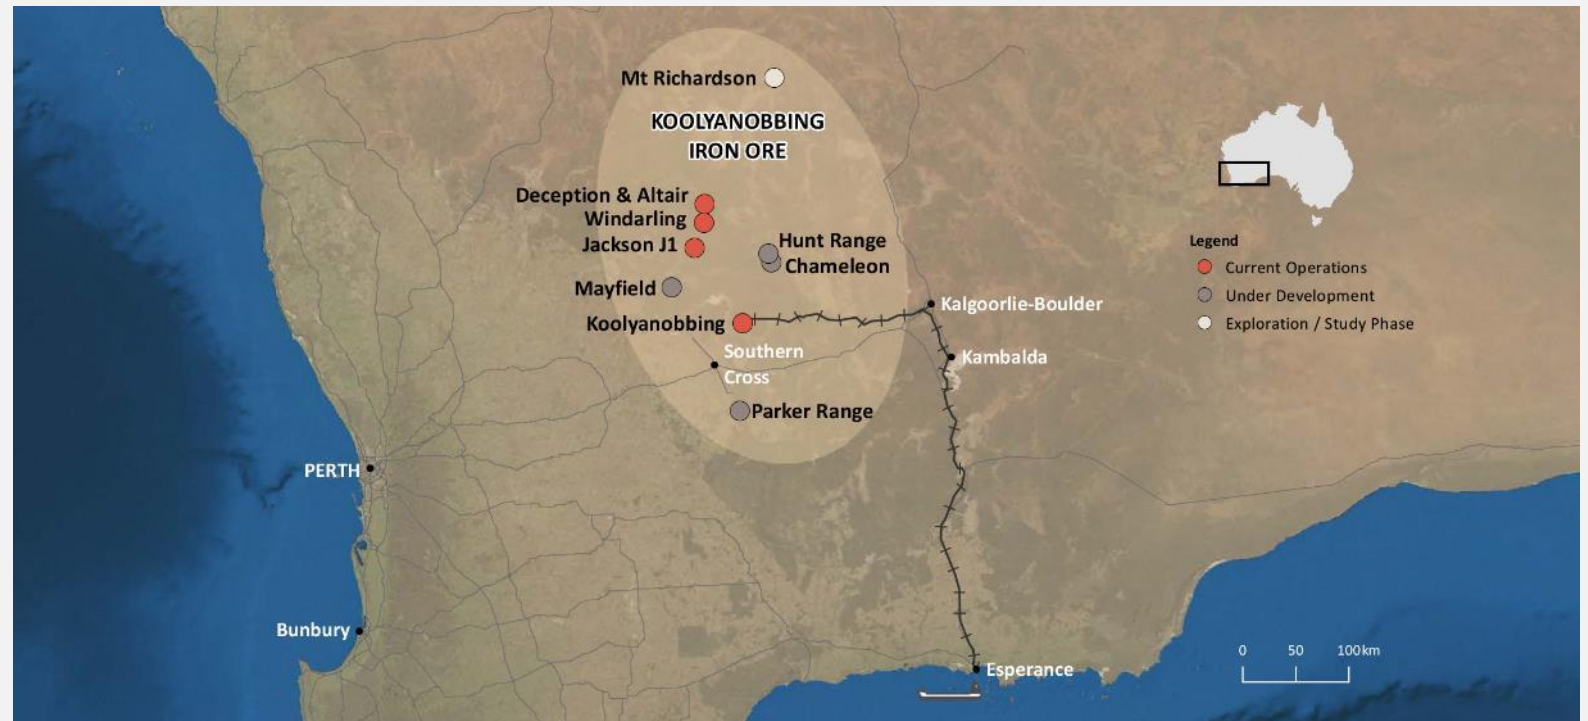 Mt Richardson
KOOLYANOBBING
IRON ORE
Deception & Altair
Windarling
Jackson J1
Hunt Range
Chameleon
Mayfield
Koolyanobbing
Southern
Cross
Parker Range
Kalgoorlie-Boulder
Kambalda
PERTH
Bunbury
Esperance
Legend
Current Operations
Under Development
Exploration / Study Phase
0 50 100km